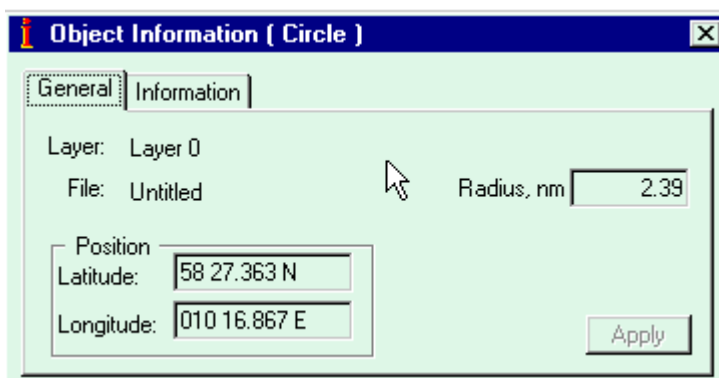 Object Information ( Circle )
General Information
Layer: Layer 0
File: Untitled
Radius, nm 2.39
Position
Latitude: 58 27.363 N
Longitude: 010 16.867 E
Apply